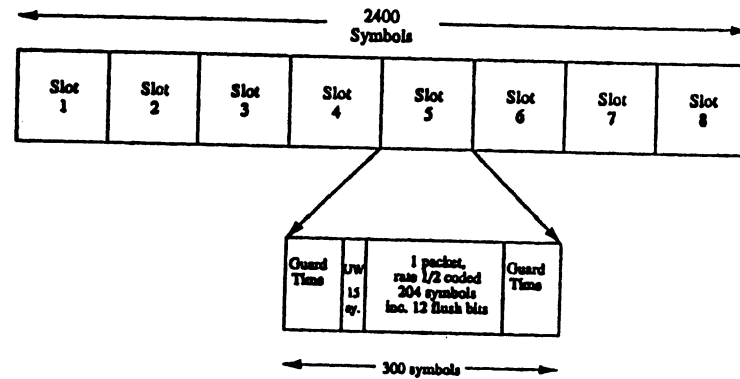 2400
Symbols
Slot
1
Slot
2
Slot
3
Slot
4
Slot
5
Slot
6
Slot
7
Slot
8
Guard
Time
UW
15
sy.
1 packet,
rate 1/2 coded
204 symbols
inc. 12 flush bits
Guard
Time
300 symbols